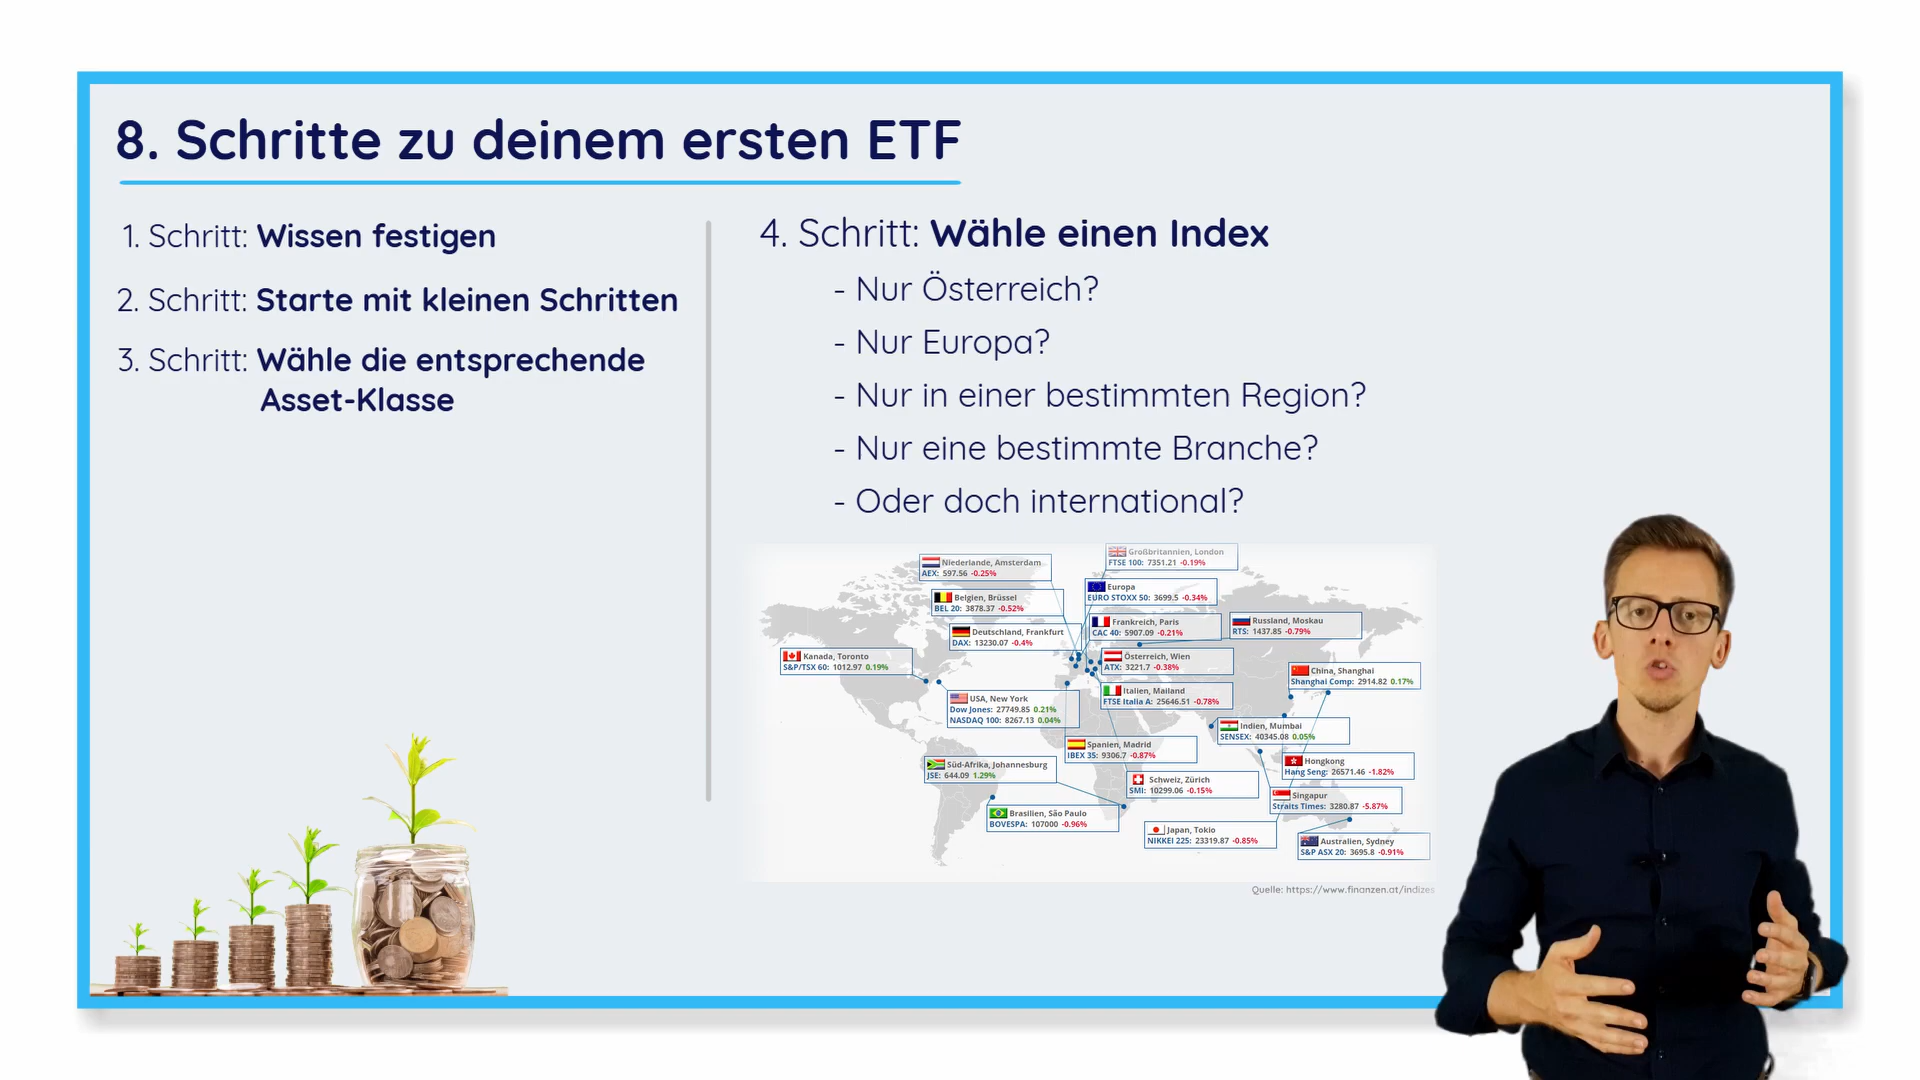 8. Schritte zu deinem ersten ETF
1. Schritt: Wissen festigen
2. Schritt: Starte mit kleinen Schritten
3. Schritt: Wähle die entsprechende
Asset-Klasse
4. Schritt: Wähle einen Index
- Nur Österreich?
- Nur Europa?
- Nur in einer bestimmten Region?
- Nur eine bestimmte Branche?
- Oder doch international?
Großbritannien, London
FTSE 100: 7351.21 -0.19%
Niederlande, Amsterdam
AEX: 597.56 -0.25%
Europa
EURO STOXX 50: 3699.5 -0.34%
Belgien, Brüssel
BEL 20: 3878.37 -0.52%
Frankreich, Paris
CAC 40: 5907.09 -0.21%
Russland, Moskau
RTS: 1437.85 -0.79%
Deutschland, Frankfurt
DAX: 13230.07 -0.4%
Kanada, Toronto
S&P/TSX 60: 1012.97 0.19%
Österreich, Wien
ATX: 3221.7 -0.38%
China, Shanghai
Shanghai Comp: 2914.82 0.17%
Italien, Mailand
FTSE Italia A: 25646.51 -0.78%
USA, New York
Dow Jones: 27749.85 0.21%
NASDAQ 100: 8267.13 0.04%
Indien, Mumbai
SENSEX: 40345.08 0.05%
Spanien, Madrid
IBEX 35: 9306.7 -0.87%
Hongkong
Hang Seng: 26571.46 -1.82%
Süd-Afrika, Johannesburg
JSE: 644.09 1.29%
Schweiz, Zürich
SMI: 10299.06 -0.15%
Singapur
Straits Times: 3280.87 -5.87%
Brasilien, São Paulo
BOVESPA: 107000 -0.96%
Japan, Tokio
NIKKEI 225: 23319.87 -0.85%
Australien, Sydney
S&P ASX 20: 3695.8 -0.91%
Quelle: https://www.finanzen.at/indizes